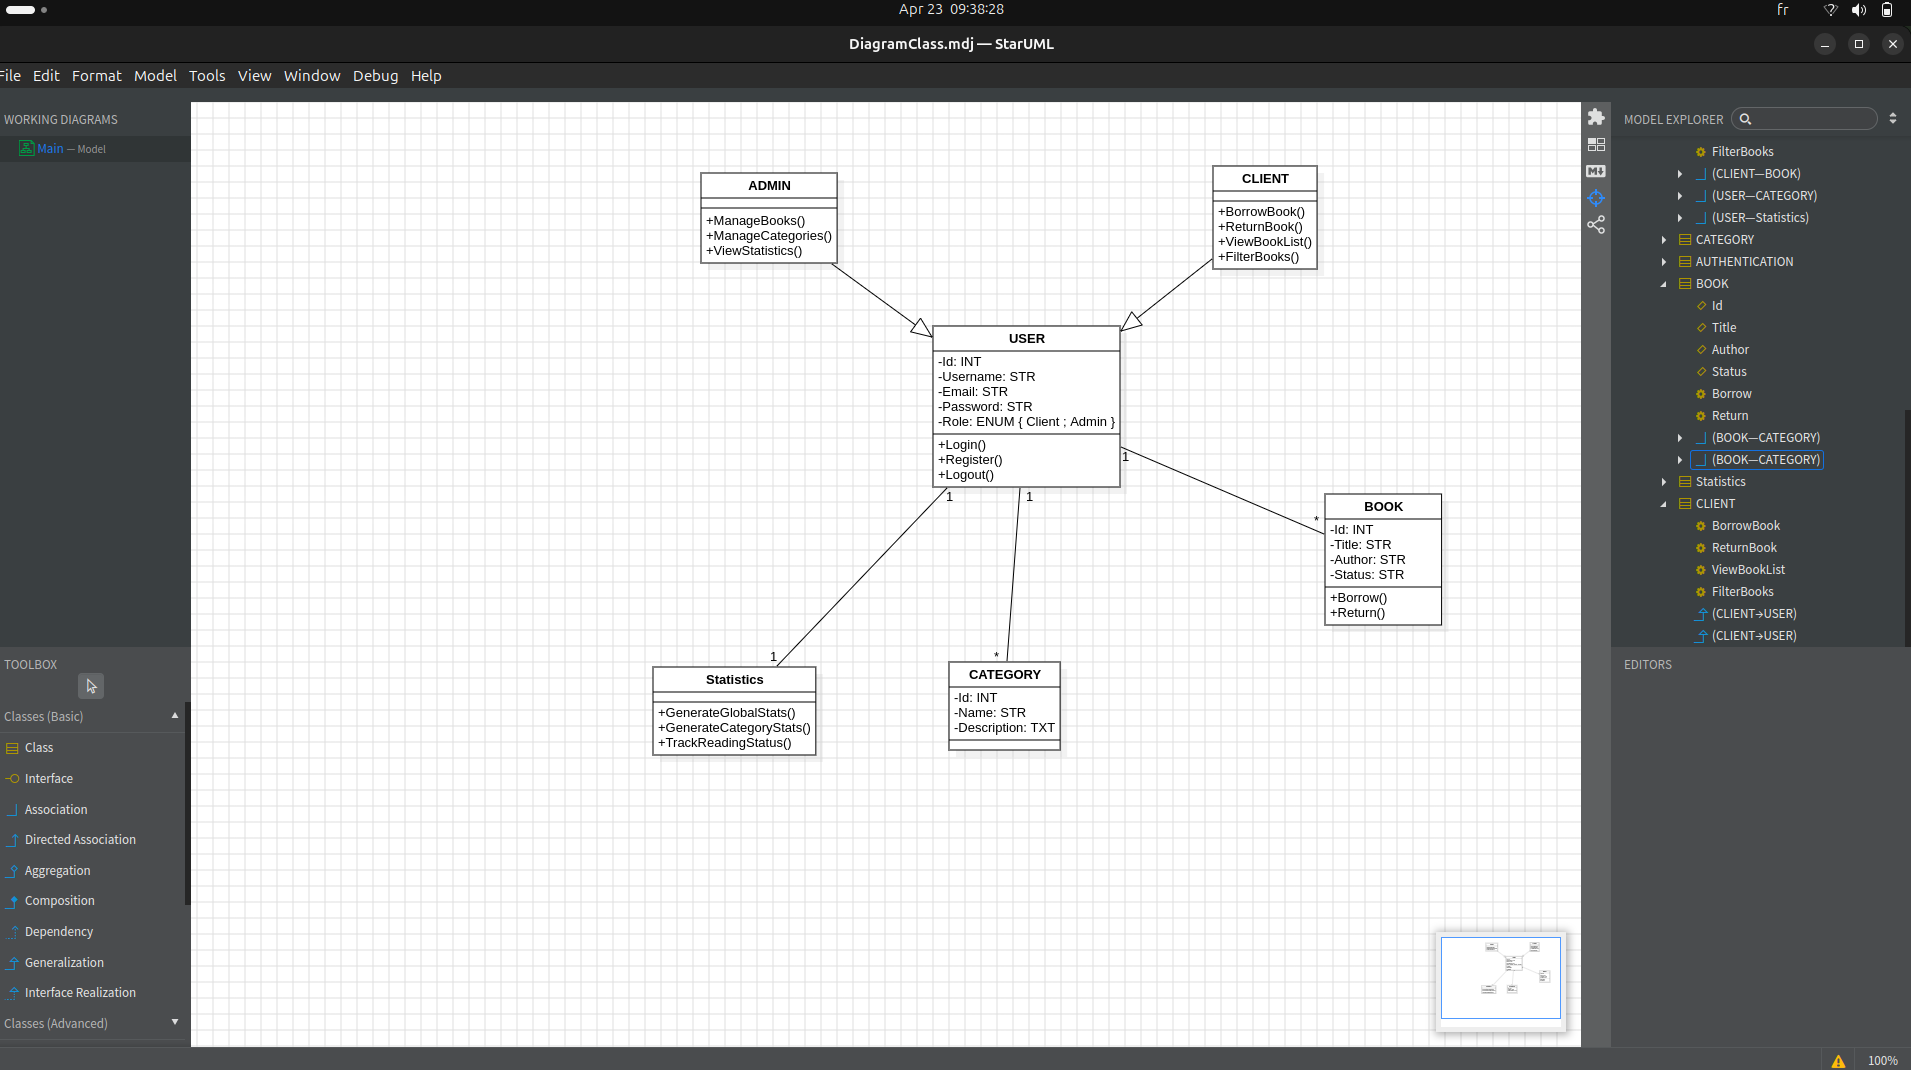 Apr 23 09:38:28
fr
DiagramClass.mdj — StarUML
File Edit Format Model Tools View Window Debug Help
WORKING DIAGRAMS
Main — Model
TOOLBOX
Classes (Basic)
Class
Interface
Association
Directed Association
Aggregation
Composition
Dependency
Generalization
Interface Realization
Classes (Advanced)
ADMIN
+ManageBooks()
+ManageCategories()
+ViewStatistics()
CLIENT
+BorrowBook()
+ReturnBook()
+ViewBookList()
+FilterBooks()
USER
-Id: INT
-Username: STR
-Email: STR
-Password: STR
-Role: ENUM { Client ; Admin }
+Login()
+Register()
+Logout()
1
1
1
*
BOOK
-Id: INT
-Title: STR
-Author: STR
-Status: STR
+Borrow()
+Return()
1
*
Statistics
+GenerateGlobalStats()
+GenerateCategoryStats()
+TrackReadingStatus()
CATEGORY
-Id: INT
-Name: STR
-Description: TXT
MODEL EXPLORER
FilterBooks
(CLIENT—BOOK)
(USER—CATEGORY)
(USER—Statistics)
CATEGORY
AUTHENTICATION
BOOK
Id
Title
Author
Status
Borrow
Return
(BOOK—CATEGORY)
(BOOK—CATEGORY)
Statistics
CLIENT
BorrowBook
ReturnBook
ViewBookList
FilterBooks
(CLIENT→USER)
(CLIENT→USER)
EDITORS
100%